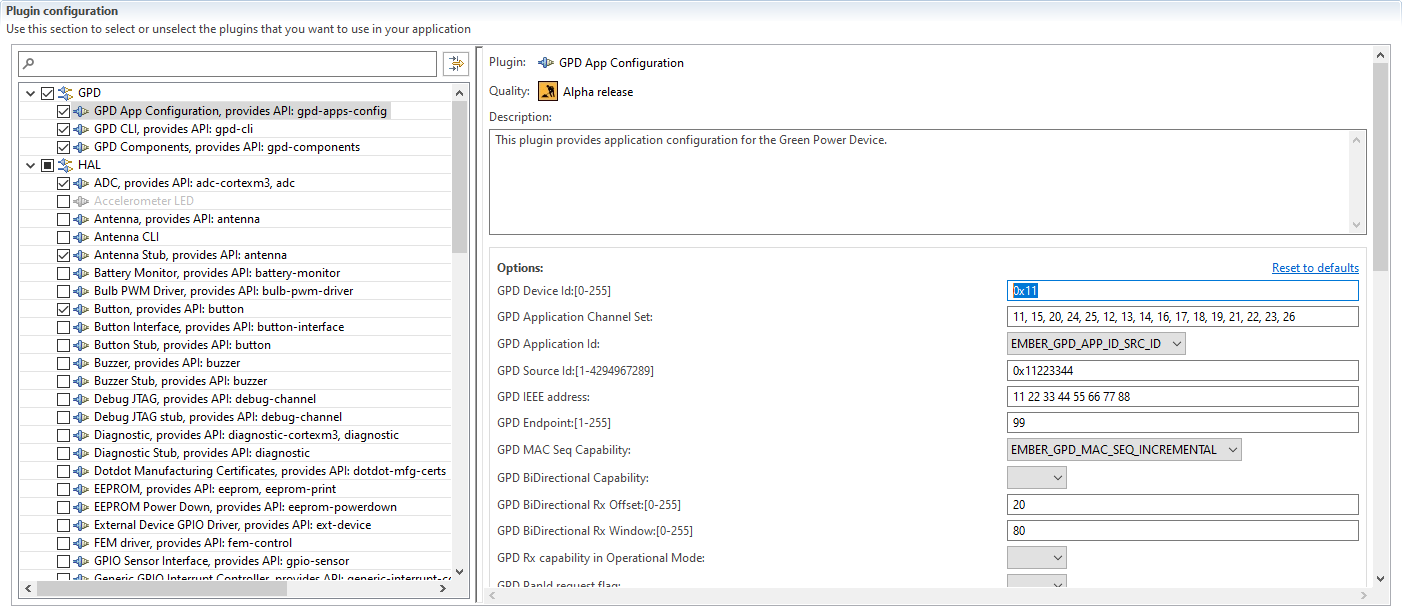 Plugin configuration
Use this section to select or unselect the plugins that you want to use in your application
GPD
GPD App Configuration, provides API: gpd-apps-config
GPD CLI, provides API: gpd-cli
GPD Components, provides API: gpd-components
HAL
ADC, provides API: adc-cortexm3, adc
Accelerometer LED
Antenna, provides API: antenna
Antenna CLI
Antenna Stub, provides API: antenna
Battery Monitor, provides API: battery-monitor
Bulb PWM Driver, provides API: bulb-pwm-driver
Button, provides API: button
Button Interface, provides API: button-interface
Button Stub, provides API: button
Buzzer, provides API: buzzer
Buzzer Stub, provides API: buzzer
Debug JTAG, provides API: debug-channel
Debug JTAG stub, provides API: debug-channel
Diagnostic, provides API: diagnostic-cortexm3, diagnostic
Diagnostic Stub, provides API: diagnostic
Dotdot Manufacturing Certificates, provides API: dotdot-mfg-certs
EEPROM, provides API: eeprom, eeprom-print
EEPROM Power Down, provides API: eeprom-powerdown
External Device GPIO Driver, provides API: ext-device
FEM driver, provides API: fem-control
GPIO Sensor Interface, provides API: gpio-sensor
Generic GPIO Interrupt Controller, provides API: generic-interrupt-co
Plugin: GPD App Configuration
Quality: Alpha release
Description:
This plugin provides application configuration for the Green Power Device.
Options: Reset to defaults
GPD Device Id:[0-255] 0x11
GPD Application Channel Set: 11, 15, 20, 24, 25, 12, 13, 14, 16, 17, 18, 19, 21, 22, 23, 26
GPD Application Id: EMBER_GPD_APP_ID_SRC_ID
GPD Source Id:[1-4294967289] 0x11223344
GPD IEEE address: 11 22 33 44 55 66 77 88
GPD Endpoint:[1-255] 99
GPD MAC Seq Capability: EMBER_GPD_MAC_SEQ_INCREMENTAL
GPD BiDirectional Capability:
GPD BiDirectional Rx Offset:[0-255] 20
GPD BiDirectional Rx Window:[0-255] 80
GPD Rx capability in Operational Mode:
GPD PanId request flag: